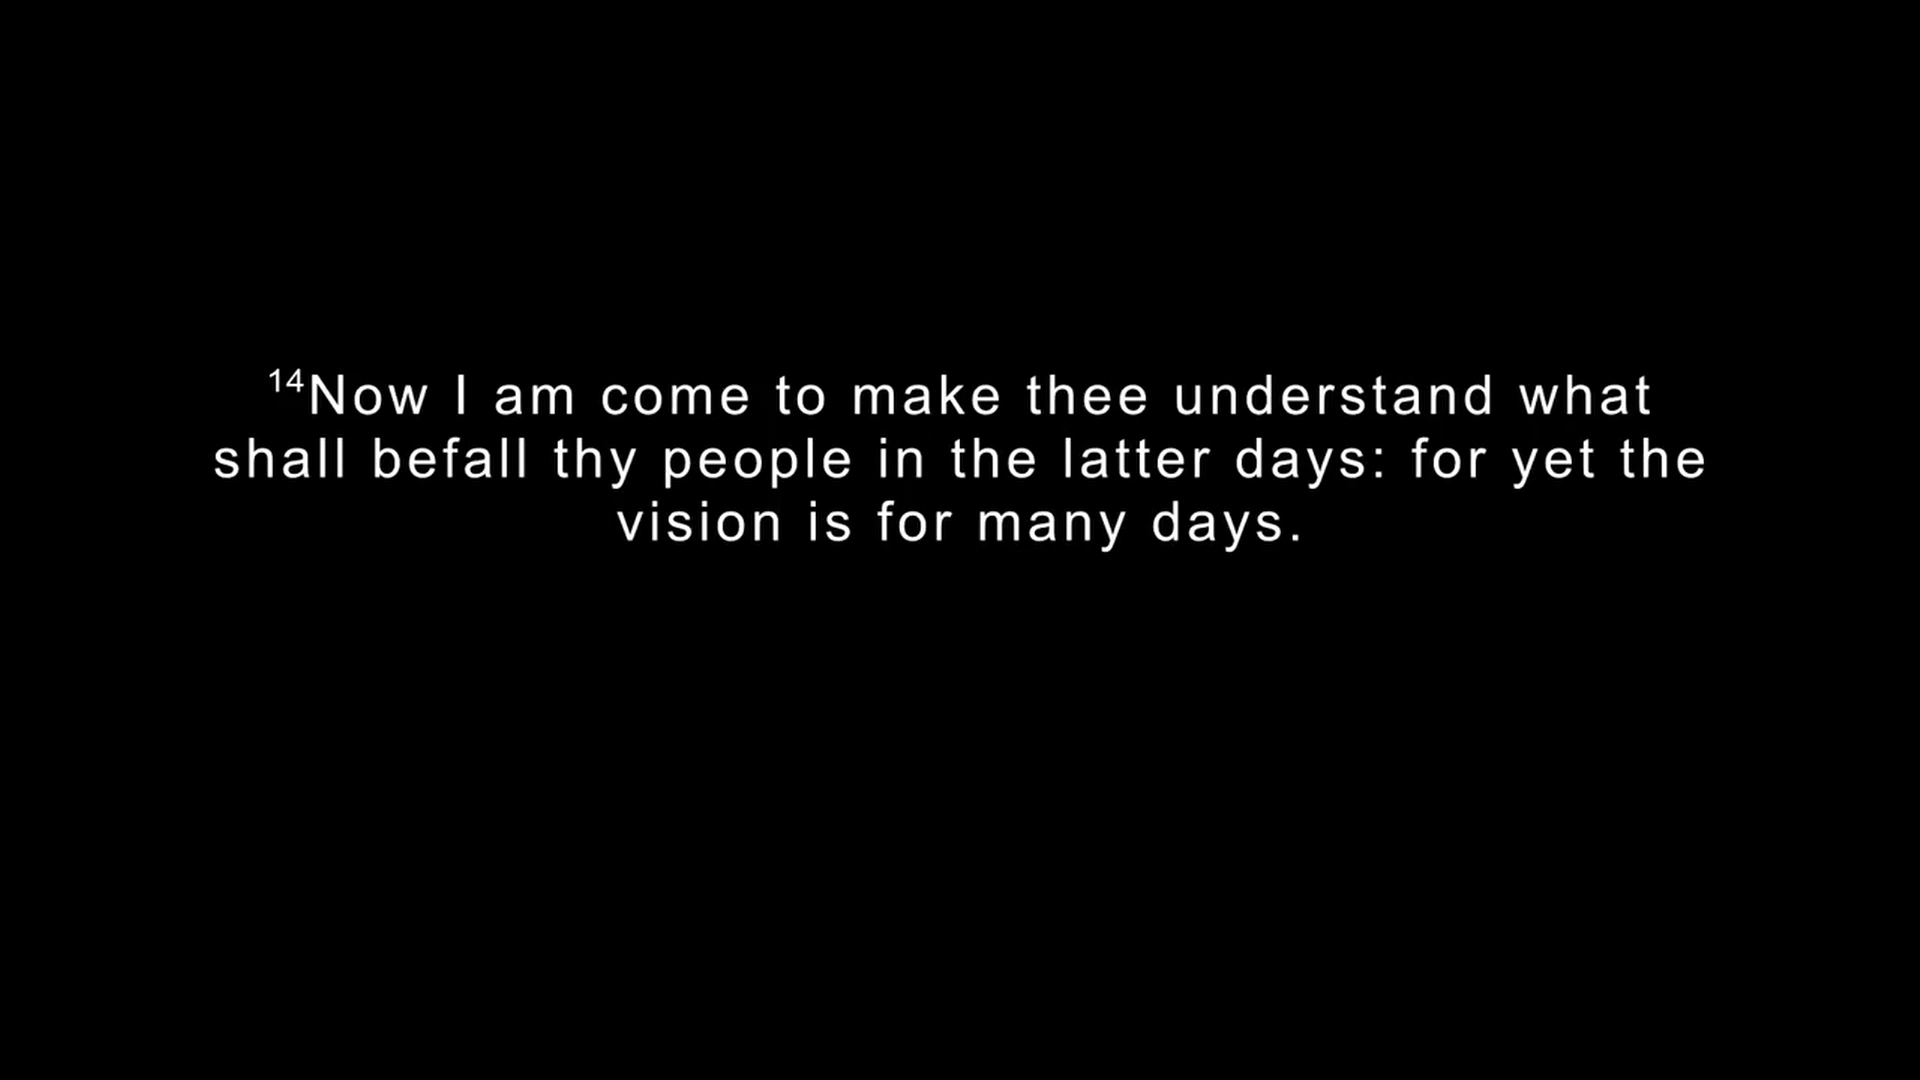 14Now I am come to make thee understand what
shall befall thy people in the latter days: for yet the
vision is for many days.